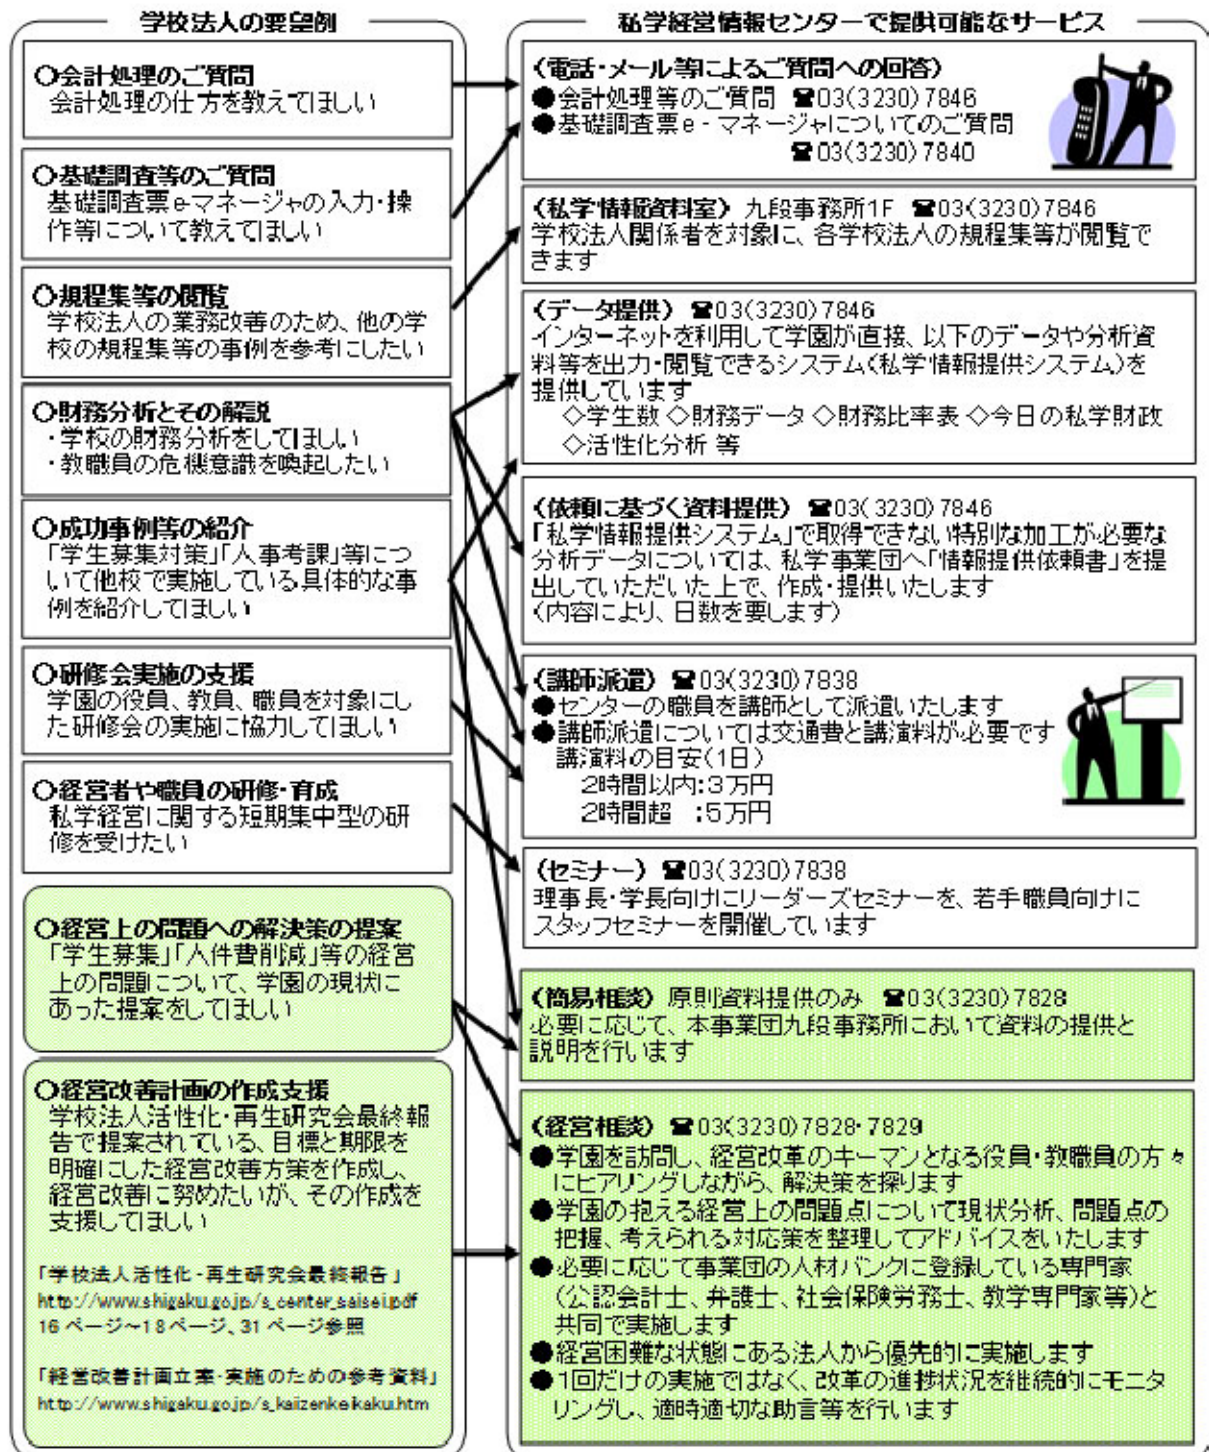 学校法人の要望例
○会計処理のご質問
会計処理の仕方を教えてほしい
○基礎調査等のご質問
基礎調査票e-マネージャの入力・操
作等について教えてほしい
○規程集等の閲覧
学校法人の業務改善のため、他の学
校の規程集等の事例を参考にしたい
○財務分析とその解説
・学校の財務分析をしてほしい
・教職員の危機意識を喚起したい
○成功事例等の紹介
「学生募集対策」「人事考課」等につ
いて他校で実施している具体的な事
例を紹介してほしい
○研修会実施の支援
学園の役員、教員、職員を対象にし
た研修会の実施に協力してほしい
○経営者や職員の研修・育成
私学経営に関する短期集中型の研
修を受けたい
○経営上の問題への解決策の提案
「学生募集」「人件費削減」等の経営
上の問題について、学園の現状に
あった提案をしてほしい
○経営改善計画の作成支援
学校法人活性化・再生研究会最終報
告で提案されている、目標と期限を
明確にした経営改善方策を作成し、
経営改善に努めたいが、その作成を
支援してほしい
「学校法人活性化・再生研究会最終報告」
http://www.shigaku.go.jp/s_center_saisei.pdf
16ページ～18ページ、31ページ参照
「経営改善計画立案・実施のための参考資料」
http://www.shigaku.go.jp/s_kaizenkeikaku.htm
私学経営情報センターで提供可能なサービス
(電話・メール等によるご質問への回答)
●会計処理等のご質問 ☎03(3230)7846
●基礎調査票e-マネージャについてのご質問
☎03(3230)7840
(私学情報資料室) 九段事務所1F ☎03(3230)7846
学校法人関係者を対象に、各学校法人の規程集等が閲覧で
きます
(データ提供) ☎03(3230)7846
インターネットを利用して学園が直接、以下のデータや分析資
料等を出力・閲覧できるシステム(私学情報提供システム)を
提供しています
◇学生数 ◇財務データ ◇財務比率表 ◇今日の私学財政
◇活性化分析 等
(依頼に基づく資料提供) ☎03(3230)7846
「私学情報提供システム」で取得できない特別な加工が必要な
分析データについては、私学事業団へ「情報提供依頼書」を提
出していただいた上で、作成・提供いたします
(内容により、日数を要します)
(講師派遣) ☎03(3230)7838
●センターの職員を講師として派遣いたします
●講師派遣については交通費と講演料が必要です
講演料の目安(1日)
2時間以内:3万円
2時間超 :5万円
(セミナー) ☎03(3230)7838
理事長・学長向けにリーダーズセミナーを、若手職員向けに
スタッフセミナーを開催しています
(簡易相談) 原則資料提供のみ ☎03(3230)7828
必要に応じて、本事業団九段事務所において資料の提供と
説明を行います
(経営相談) ☎03(3230)7828・7829
●学園を訪問し、経営改革のキーマンとなる役員・教職員の方々
にヒアリングしながら、解決策を探ります
●学園の抱える経営上の問題点について現状分析、問題点の
把握、考えられる対応策を整理してアドバイスをいたします
●必要に応じて事業団の人材バンクに登録している専門家
(公認会計士、弁護士、社会保険労務士、教学専門家等)と
共同で実施します
●経営困難な状態にある法人から優先的に実施します
●1回だけの実施ではなく、改革の進捗状況を継続的にモニタ
リングし、適時適切な助言等を行います